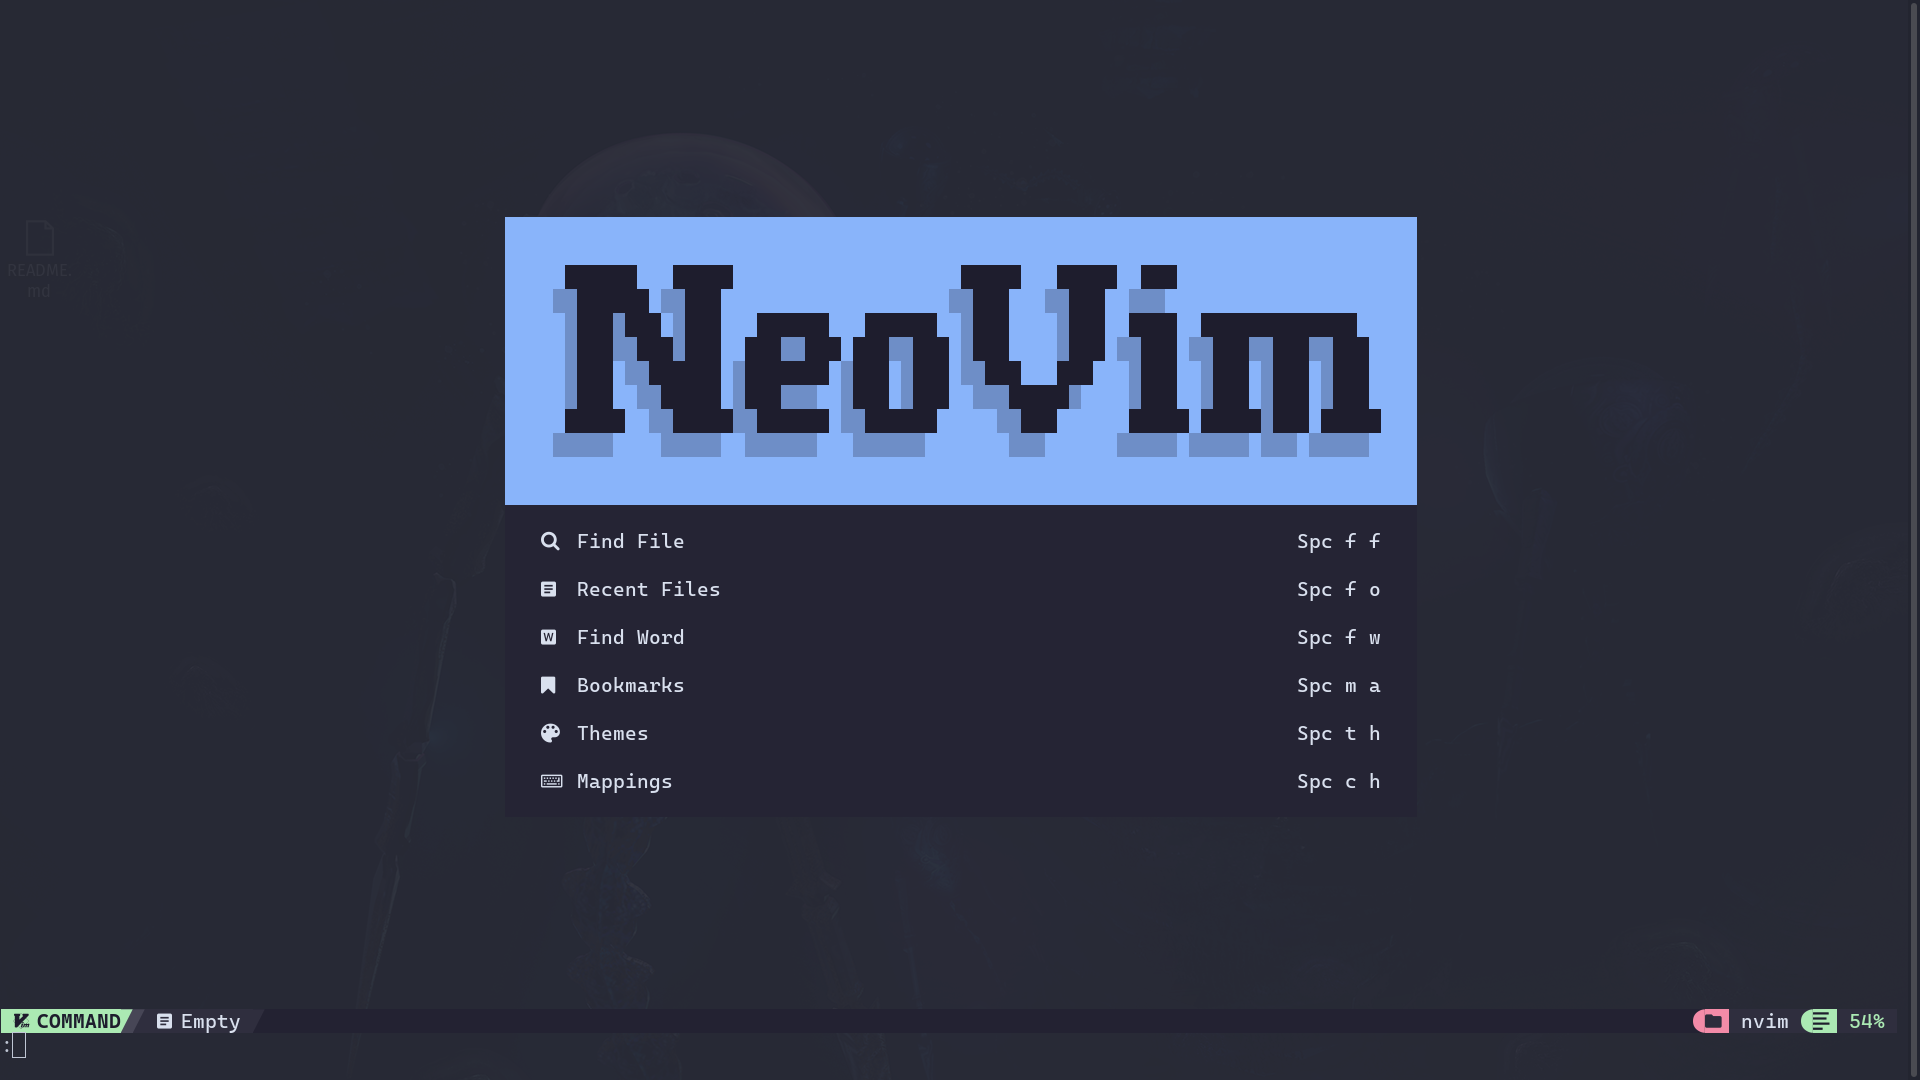 README.
md
NeoVim
Find File Spc f f
Recent Files Spc f o
Find Word Spc f w
Bookmarks Spc m a
Themes Spc t h
Mappings Spc c h
COMMAND Empty nvim 54%
: